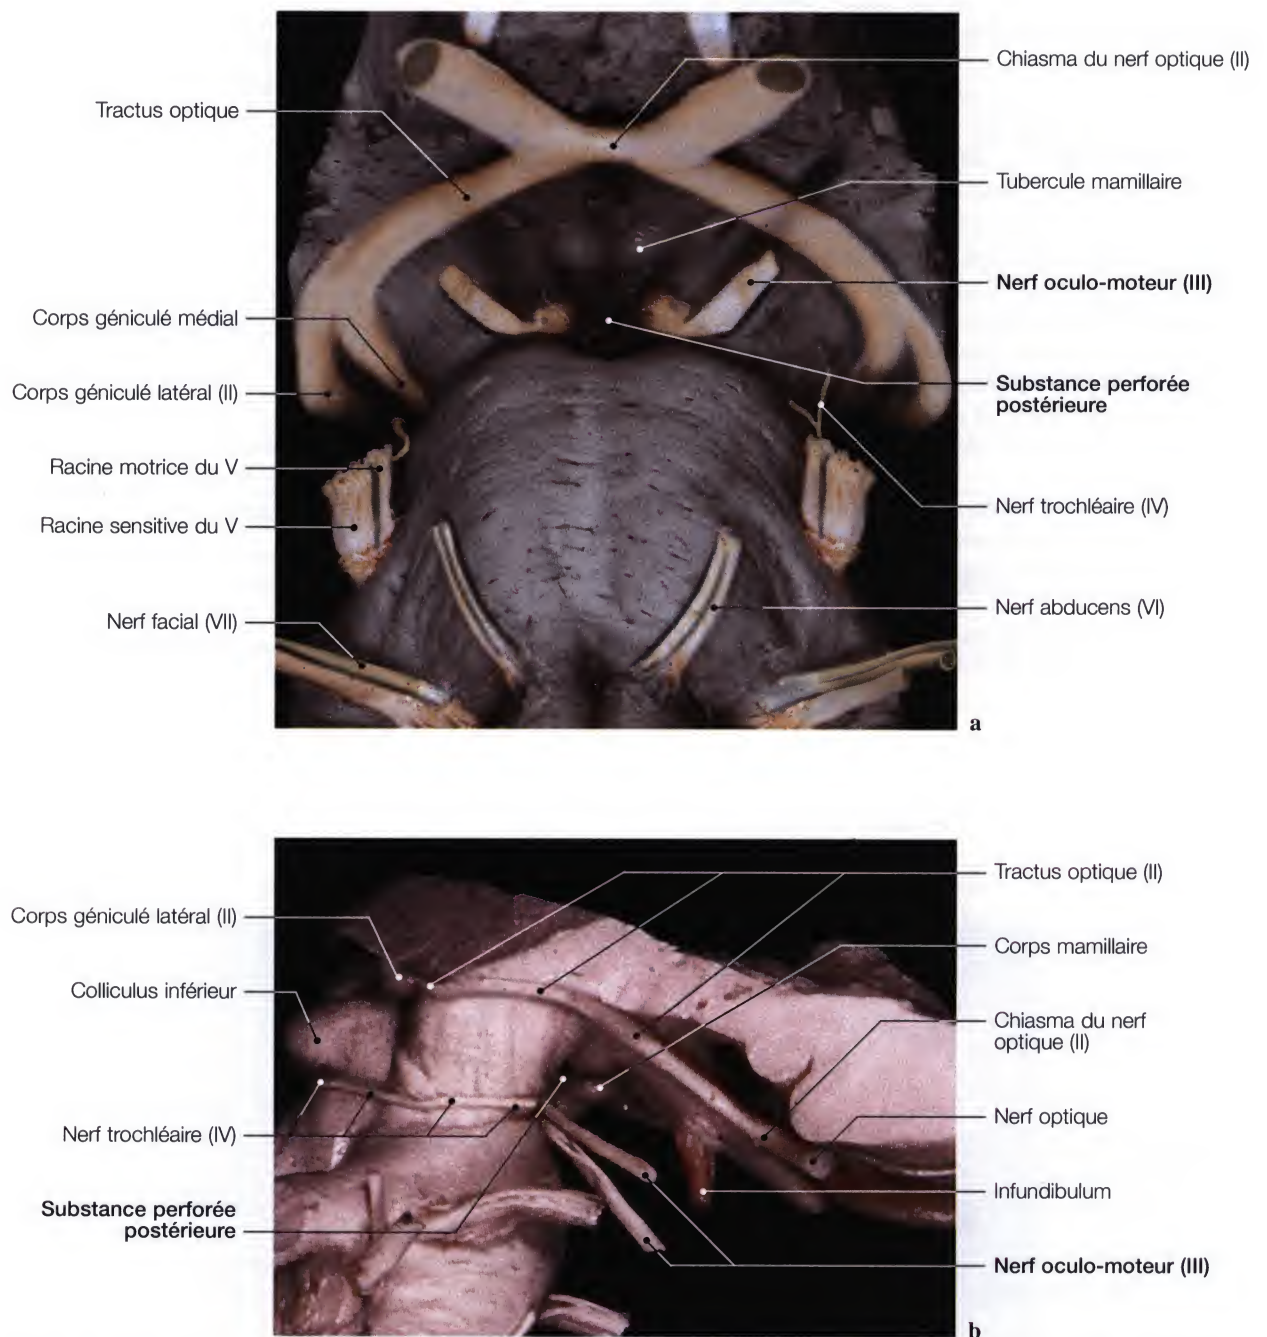 Chiasma du nerf optique (II)
Tractus optique
Tubercule mamillaire
Nerf oculo-moteur (III)
Corps géniculé médial
Corps géniculé latéral (II)
Substance perforée
postérieure
Racine motrice du V
Nerf trochléaire (IV)
Racine sensitive du V
Nerf abducens (VI)
Nerf facial (VII)
a
Tractus optique (II)
Corps géniculé latéral (II)
Corps mamillaire
Colliculus inférieur
Chiasma du nerf
optique (II)
Nerf optique
Nerf trochléaire (IV)
Infundibulum
Substance perforée
postérieure
Nerf oculo-moteur (III)
b